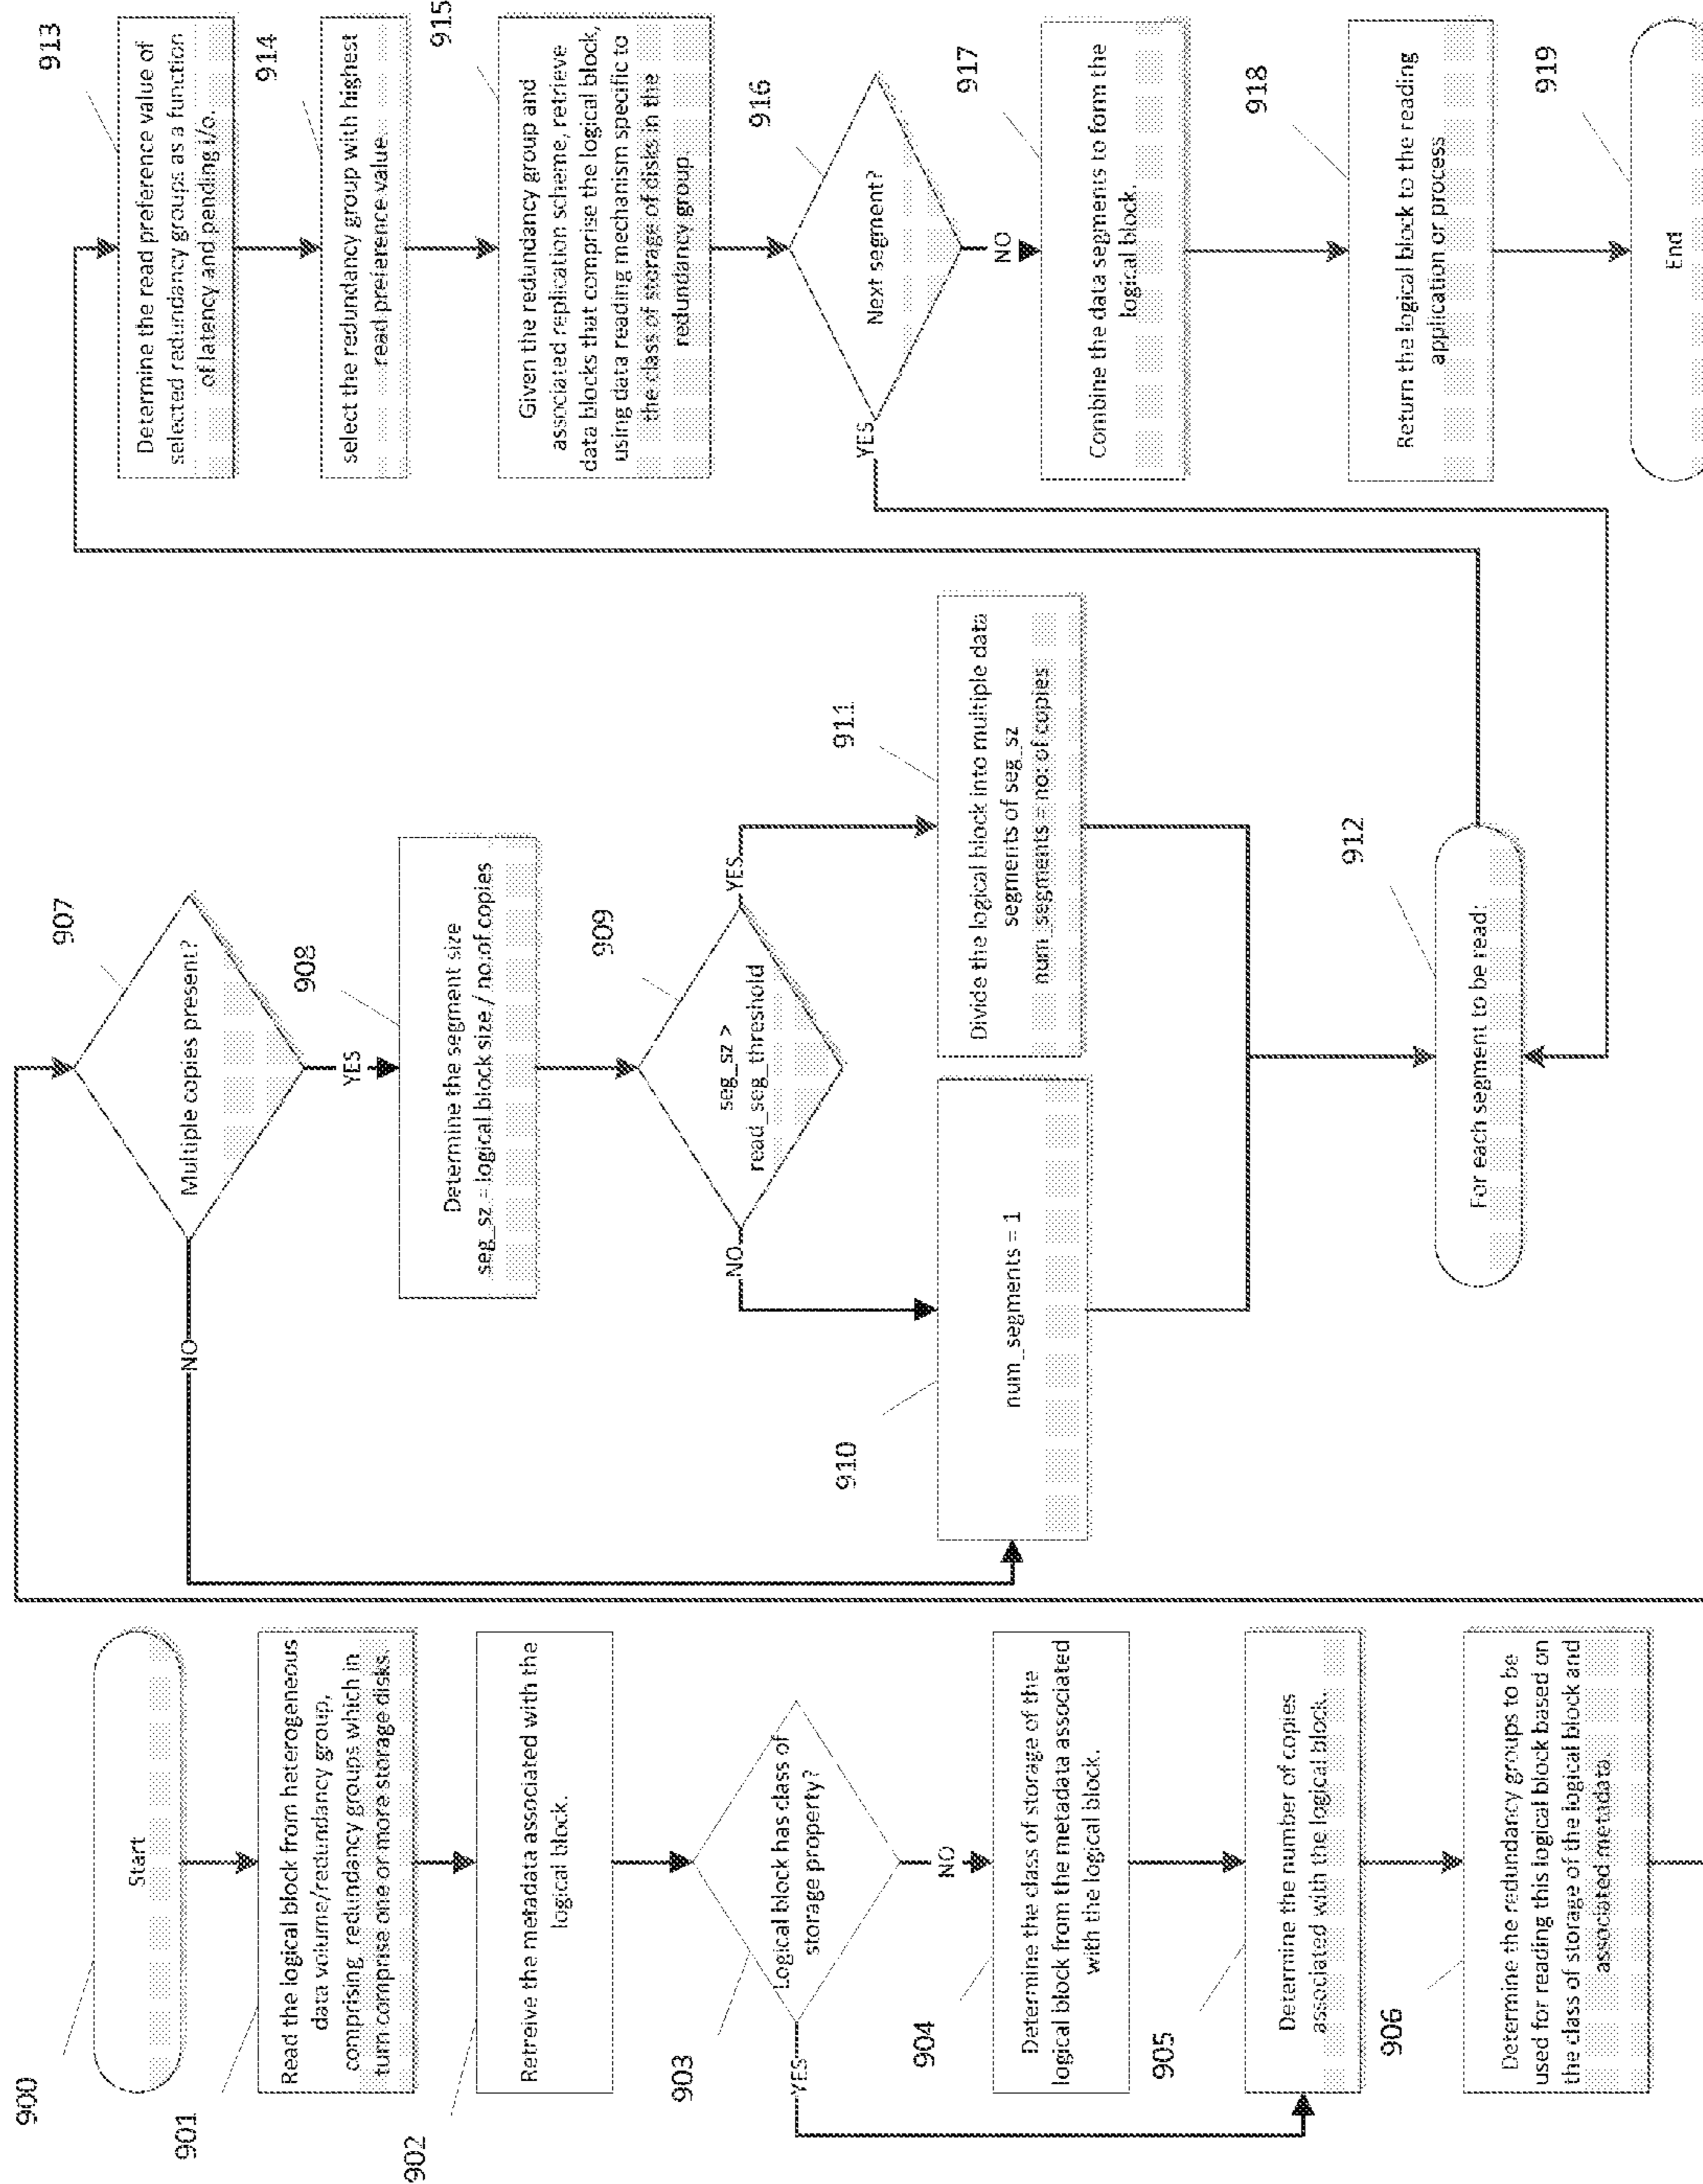 900
Start
901
Read the logical block from heterogeneous
data volume/redundancy group,
comprising, redundancy groups which in
turn comprise one or more storage disks.
902
Retreive the metadata associated with the
logical block.
903
Logical block has class of
storage property?
YES
NO
904
Determine the class of storage of the
logical block from the metadata associated
with the logical block.
905
Determine the number of copies
associated with the logical block.
906
Determine the redundancy groups to be
used for reading this logical block based on
the class of storage of the logical block and
associated metadata.
907
Multiple copies present?
NO
YES
908
Determine the segment size
seg_sz = logical block size / no.of copies
909
seg_sz >
read_seg_threshold
NO
YES
910
num_segments = 1
911
Divide the logical block into multiple data
segments of seg_sz
num_segments = no: of copies
912
For each segment to be read:
913
Determine the read preference value of
selected redundancy groups as a function
of latency and pending i/o.
914
select the redundancy group with highest
read preference value.
915
Given the redundancy group and
associated replication scheme, retrieve
data blocks that comprise the logical block,
using data reading mechanism specific to
the class of storage of disks in the
redundancy group.
916
Next segment?
YES
NO
917
Combine the data segments to form the
logical block.
918
Return the logical block to the reading
application or process
919
End